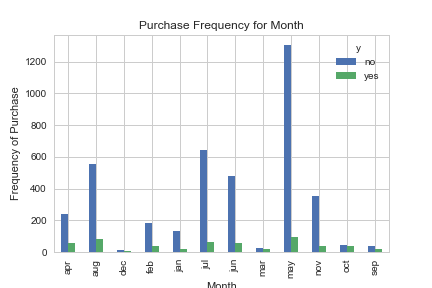 Purchase Frequency for Month
y
no
yes
Frequency of Purchase
1200
1000
800
600
400
200
0
apr
aug
dec
feb
jan
jul
jun
mar
may
nov
oct
sep
Month